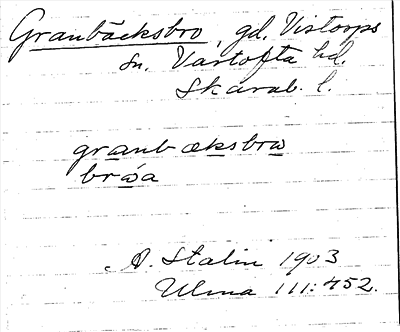 Granbäcksbro, gd. Vistorps
sn. Vartofta hd.
Skarab. l.
granbæksbrω
brωa
A. Stalin 1903
Ulma 111:452.